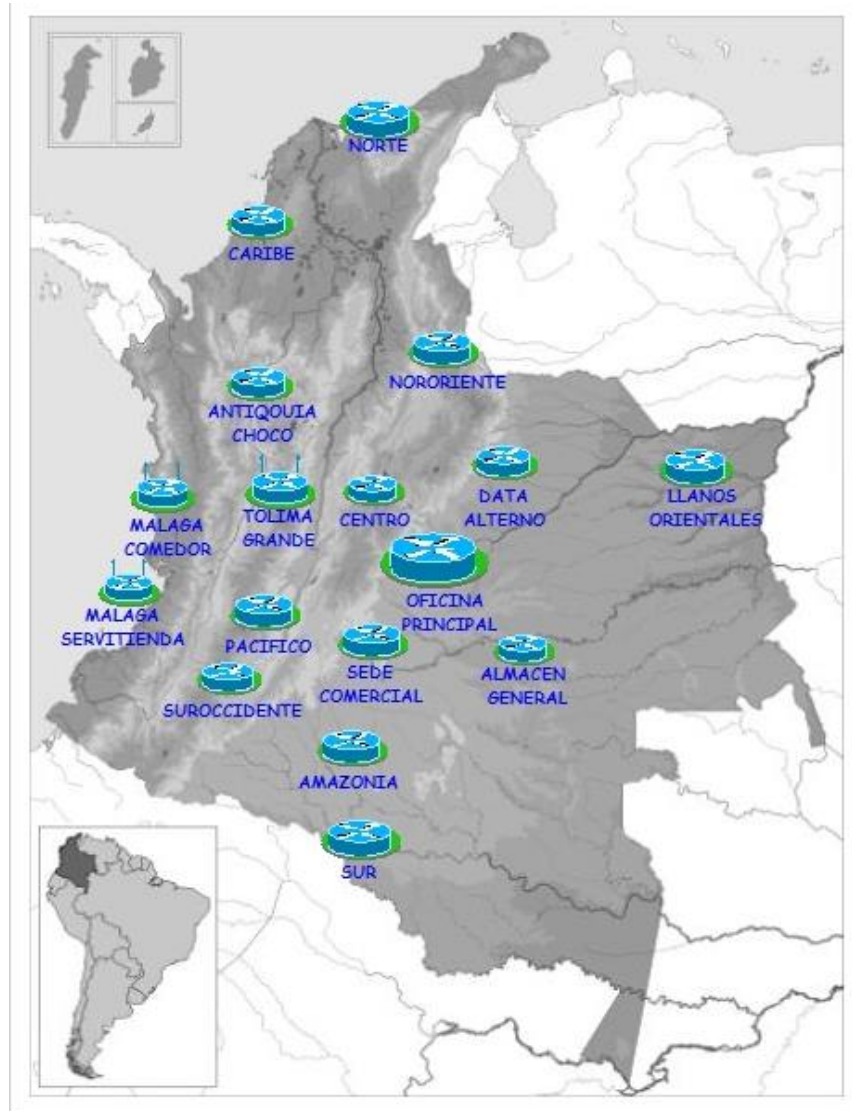 NORTE
CARIBE
NORORIENTE
ANTIQOUIA
CHOCO
DATA
ALTERNO
LLANOS
ORIENTALES
MALAGA
COMEDOR
TOLIMA
GRANDE
CENTRO
OFICINA
PRINCIPAL
MALAGA
SERVITIENDA
PACIFICO
SEDE
COMERCIAL
ALMACEN
GENERAL
SUROCCIDENTE
AMAZONIA
SUR